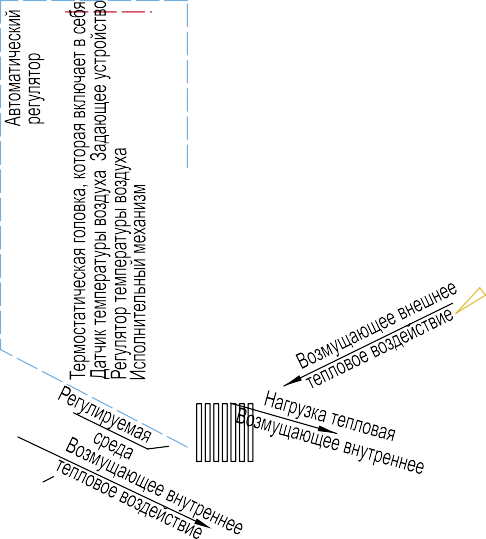 Автоматический
регулятор
Термостатическая головка, которая включает в себя
Датчик температуры воздуха Задающее устройство
Регулятор температуры воздуха
Исполнительный механизм
Возмущающее внешнее
тепловое воздействие
Нагрузка тепловая
Возмущающее внутреннее
Регулируемая
среда
Возмущающее внутреннее
тепловое воздействие